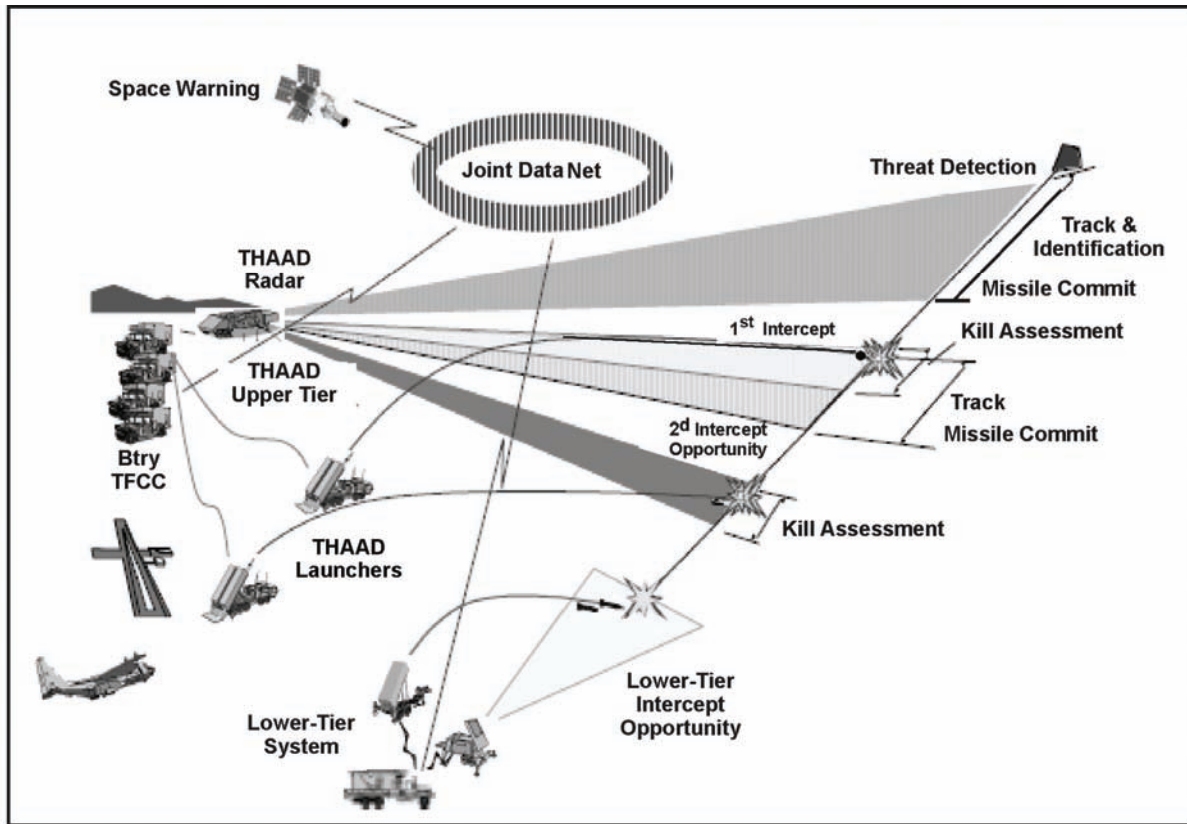 Space Warning
Joint Data Net
Threat Detection
Track &
Identification
THAAD
Radar
Missile Commit
1st Intercept
Kill Assessment
THAAD
Upper Tier
Track
2d Intercept
Opportunity
Missile Commit
Btry
TFCC
Kill Assessment
THAAD
Launchers
Lower-Tier
Intercept
Opportunity
Lower-Tier
System